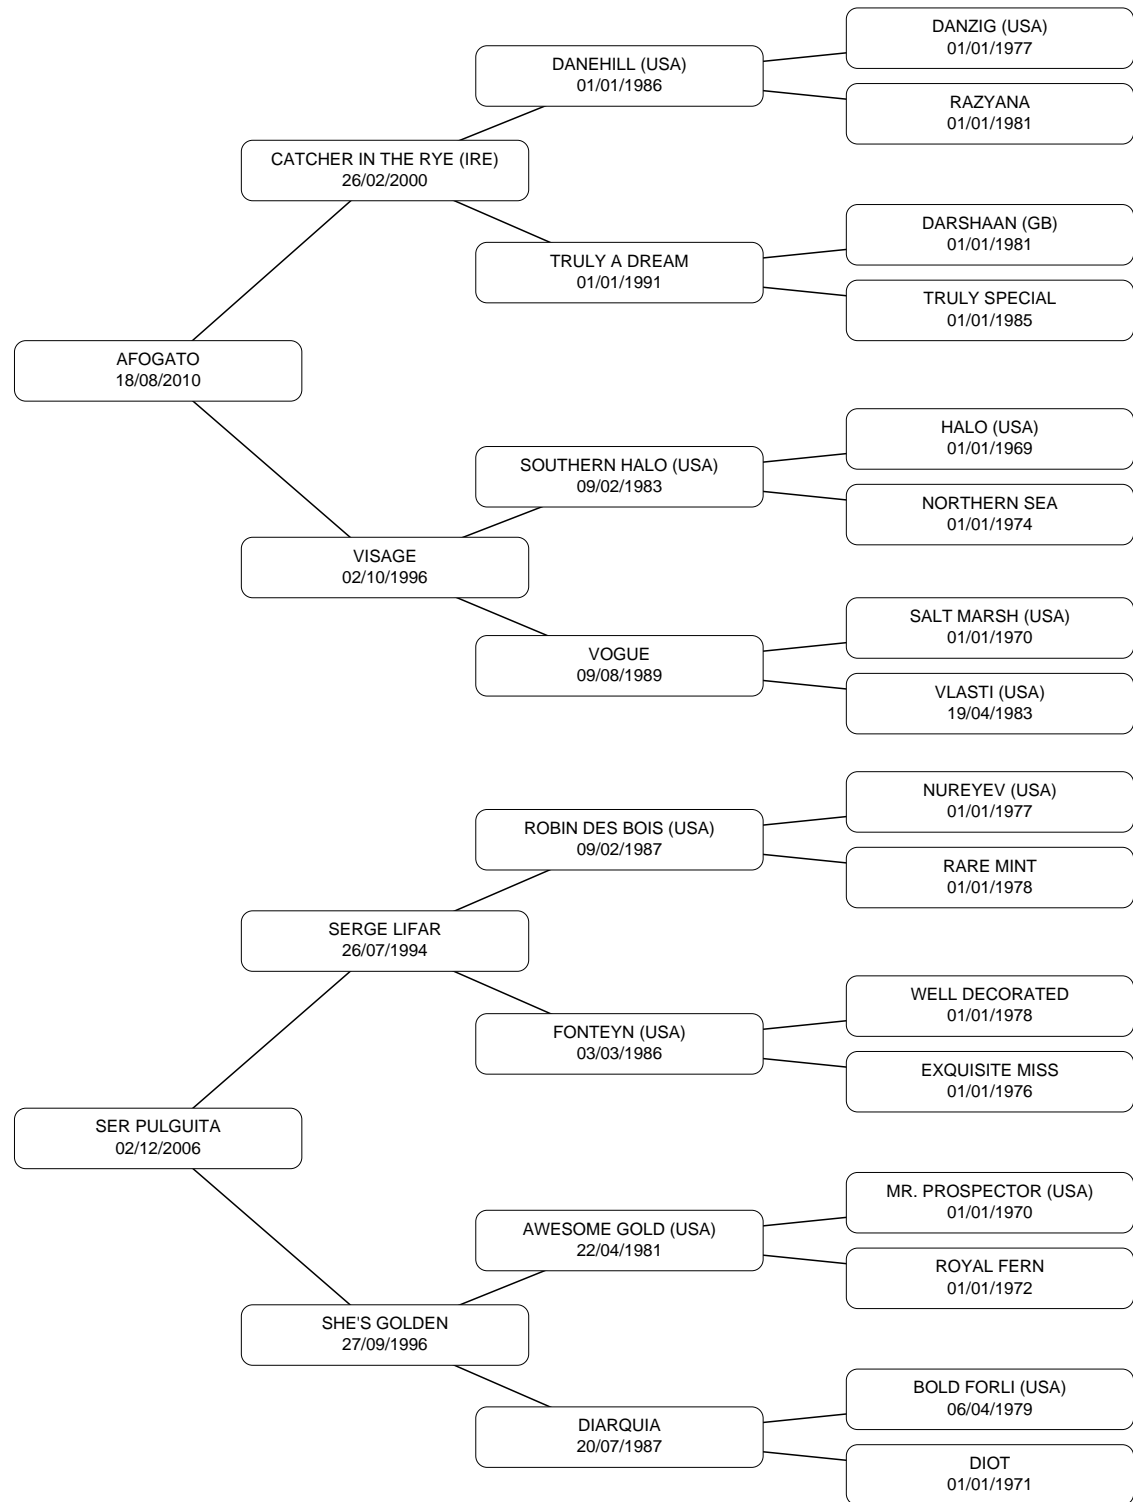 DANZIG (USA)
01/01/1977
DANEHILL (USA)
01/01/1986
RAZYANA
01/01/1981
CATCHER IN THE RYE (IRE)
26/02/2000
DARSHAAN (GB)
01/01/1981
TRULY A DREAM
01/01/1991
TRULY SPECIAL
01/01/1985
AFOGATO
18/08/2010
HALO (USA)
01/01/1969
SOUTHERN HALO (USA)
09/02/1983
NORTHERN SEA
01/01/1974
VISAGE
02/10/1996
SALT MARSH (USA)
01/01/1970
VOGUE
09/08/1989
VLASTI (USA)
19/04/1983
NUREYEV (USA)
01/01/1977
ROBIN DES BOIS (USA)
09/02/1987
RARE MINT
01/01/1978
SERGE LIFAR
26/07/1994
WELL DECORATED
01/01/1978
FONTEYN (USA)
03/03/1986
EXQUISITE MISS
01/01/1976
SER PULGUITA
02/12/2006
MR. PROSPECTOR (USA)
01/01/1970
AWESOME GOLD (USA)
22/04/1981
ROYAL FERN
01/01/1972
SHE'S GOLDEN
27/09/1996
BOLD FORLI (USA)
06/04/1979
DIARQUIA
20/07/1987
DIOT
01/01/1971